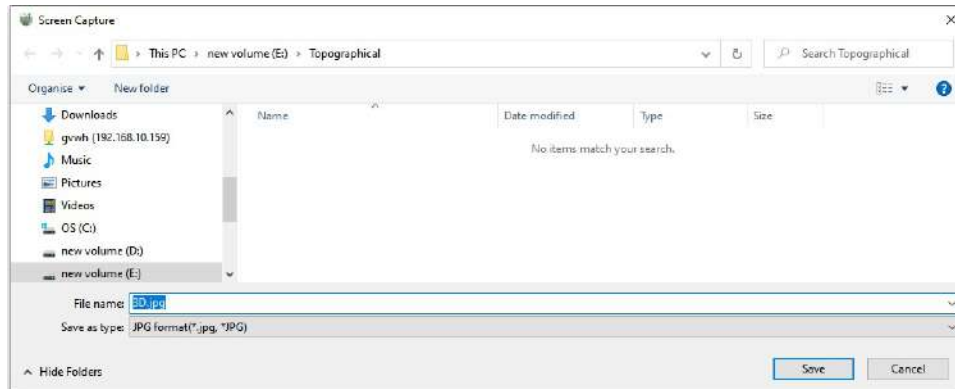 Screen Capture
This PC > new volume (E:) > Topographical
Search Topographical
Organise
New folder
Name
Date modified
Type
Size
No items match your search.
Downloads
gvwh (192.168.10.159)
Music
Pictures
Videos
OS (C:)
new volume (D:)
new volume (E:)
File name: 3D.jpg
Save as type: JPG format(*.jpg, *JPG)
Hide Folders
Save
Cancel